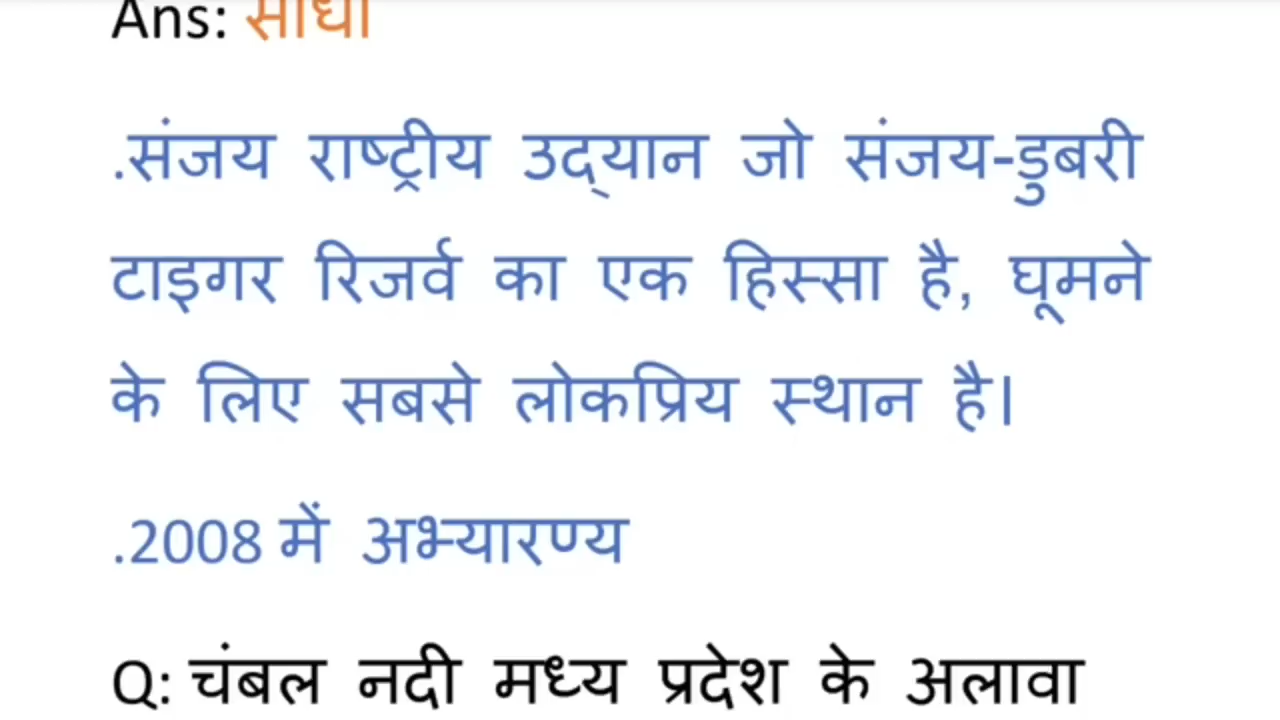 Ans:
.संजय राष्ट्रीय उद्यान जो संजय-डुबरी
टाइगर रिजर्व का एक हिस्सा है, घूमने
के लिए सबसे लोकप्रिय स्थान है।
.2008 में अभ्यारण्य
Q: चंबल नदी मध्य प्रदेश के अलावा